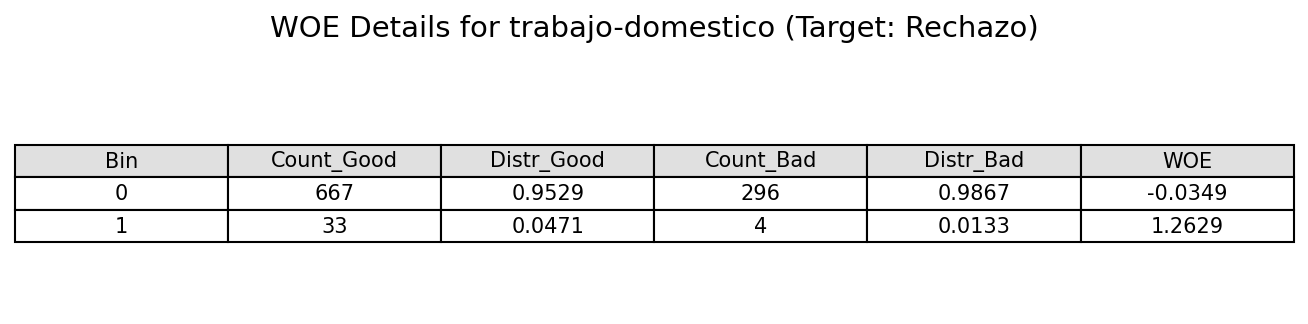 WOE Details for trabajo-domestico (Target: Rechazo)
Bin Count_Good Distr_Good Count_Bad Distr_Bad WOE
0 667 0.9529 296 0.9867 -0.0349
1 33 0.0471 4 0.0133 1.2629